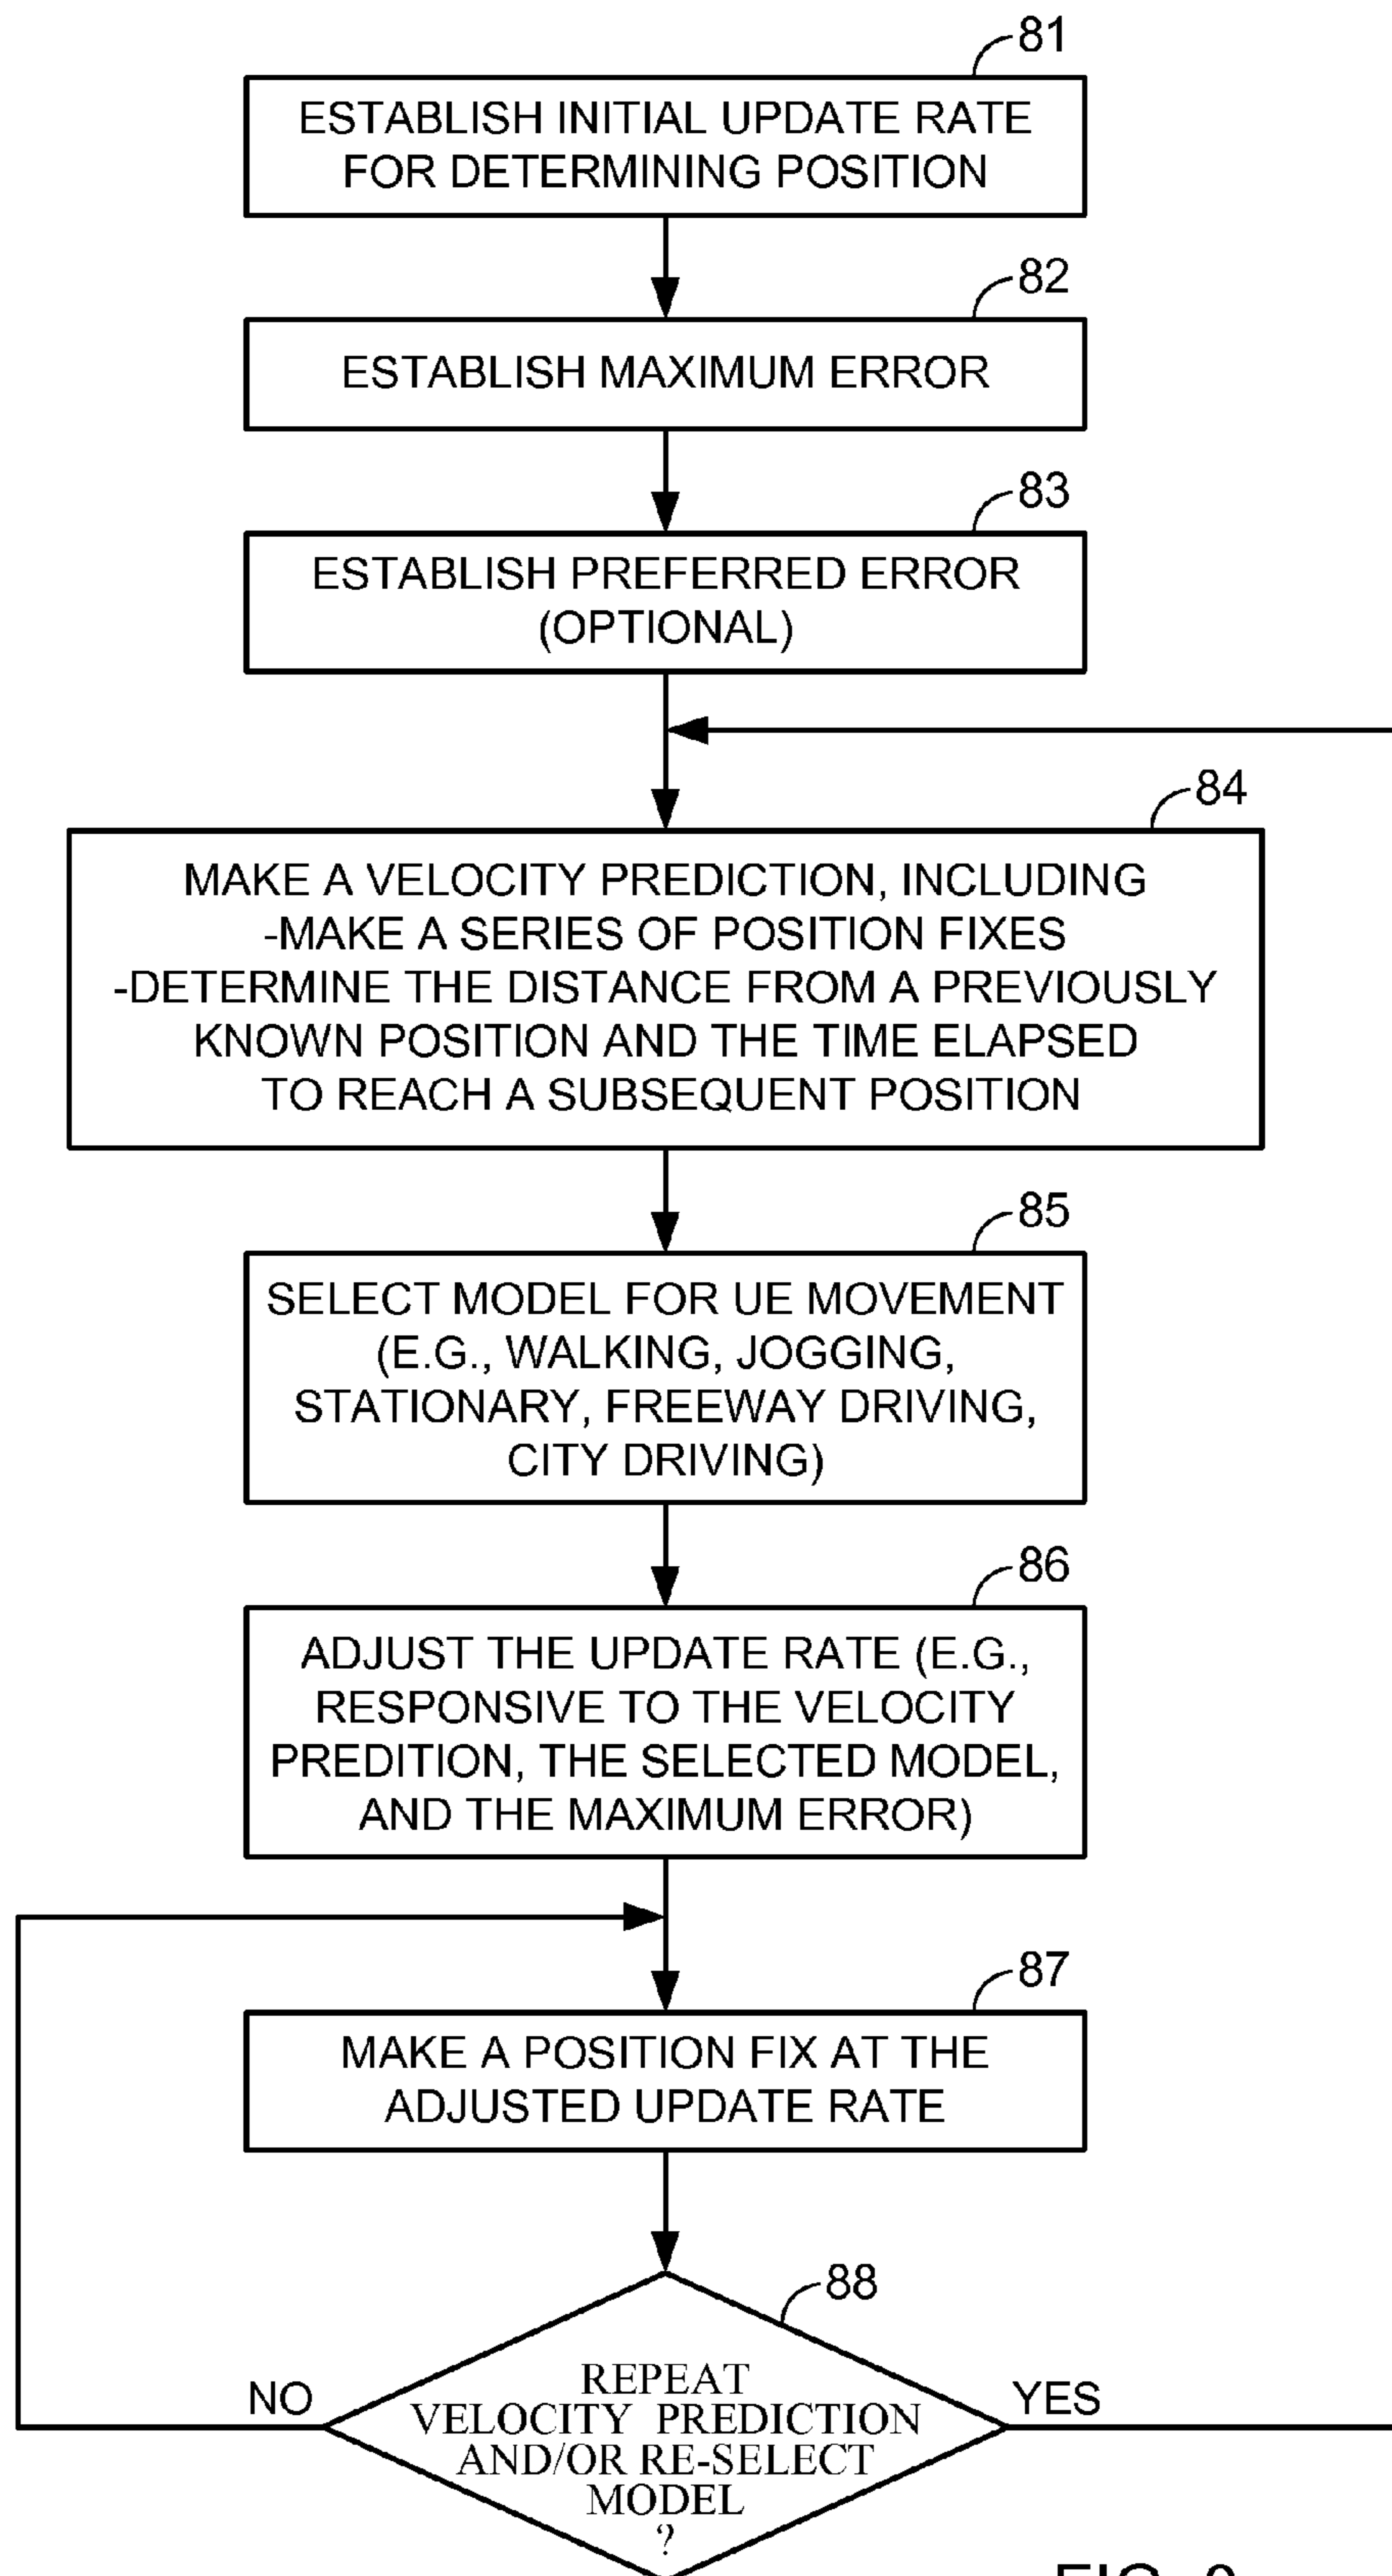 81
ESTABLISH INITIAL UPDATE RATE
FOR DETERMINING POSITION
82
ESTABLISH MAXIMUM ERROR
83
ESTABLISH PREFERRED ERROR
(OPTIONAL)
84
MAKE A VELOCITY PREDICTION, INCLUDING
-MAKE A SERIES OF POSITION FIXES
-DETERMINE THE DISTANCE FROM A PREVIOUSLY
KNOWN POSITION AND THE TIME ELAPSED
TO REACH A SUBSEQUENT POSITION
85
SELECT MODEL FOR UE MOVEMENT
(E.G., WALKING, JOGGING,
STATIONARY, FREEWAY DRIVING,
CITY DRIVING)
86
ADJUST THE UPDATE RATE (E.G.,
RESPONSIVE TO THE VELOCITY
PREDITION, THE SELECTED MODEL,
AND THE MAXIMUM ERROR)
87
MAKE A POSITION FIX AT THE
ADJUSTED UPDATE RATE
88
NO
YES
REPEAT
VELOCITY PREDICTION
AND/OR RE-SELECT
MODEL
?
FIG.